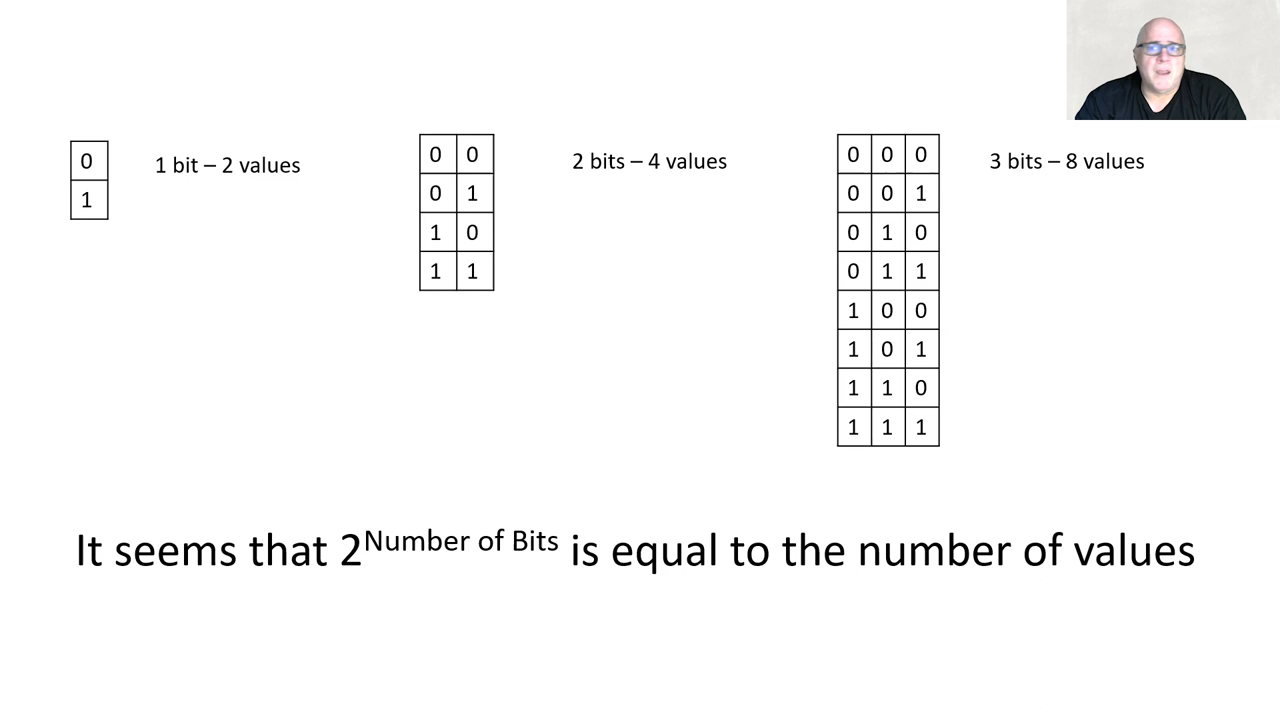 0
1
1 bit – 2 values
0 0
0 1
1 0
1 1
2 bits – 4 values
0 0 0
0 0 1
0 1 0
0 1 1
1 0 0
1 0 1
1 1 0
1 1 1
3 bits – 8 values
It seems that 2^Number of Bits is equal to the number of values